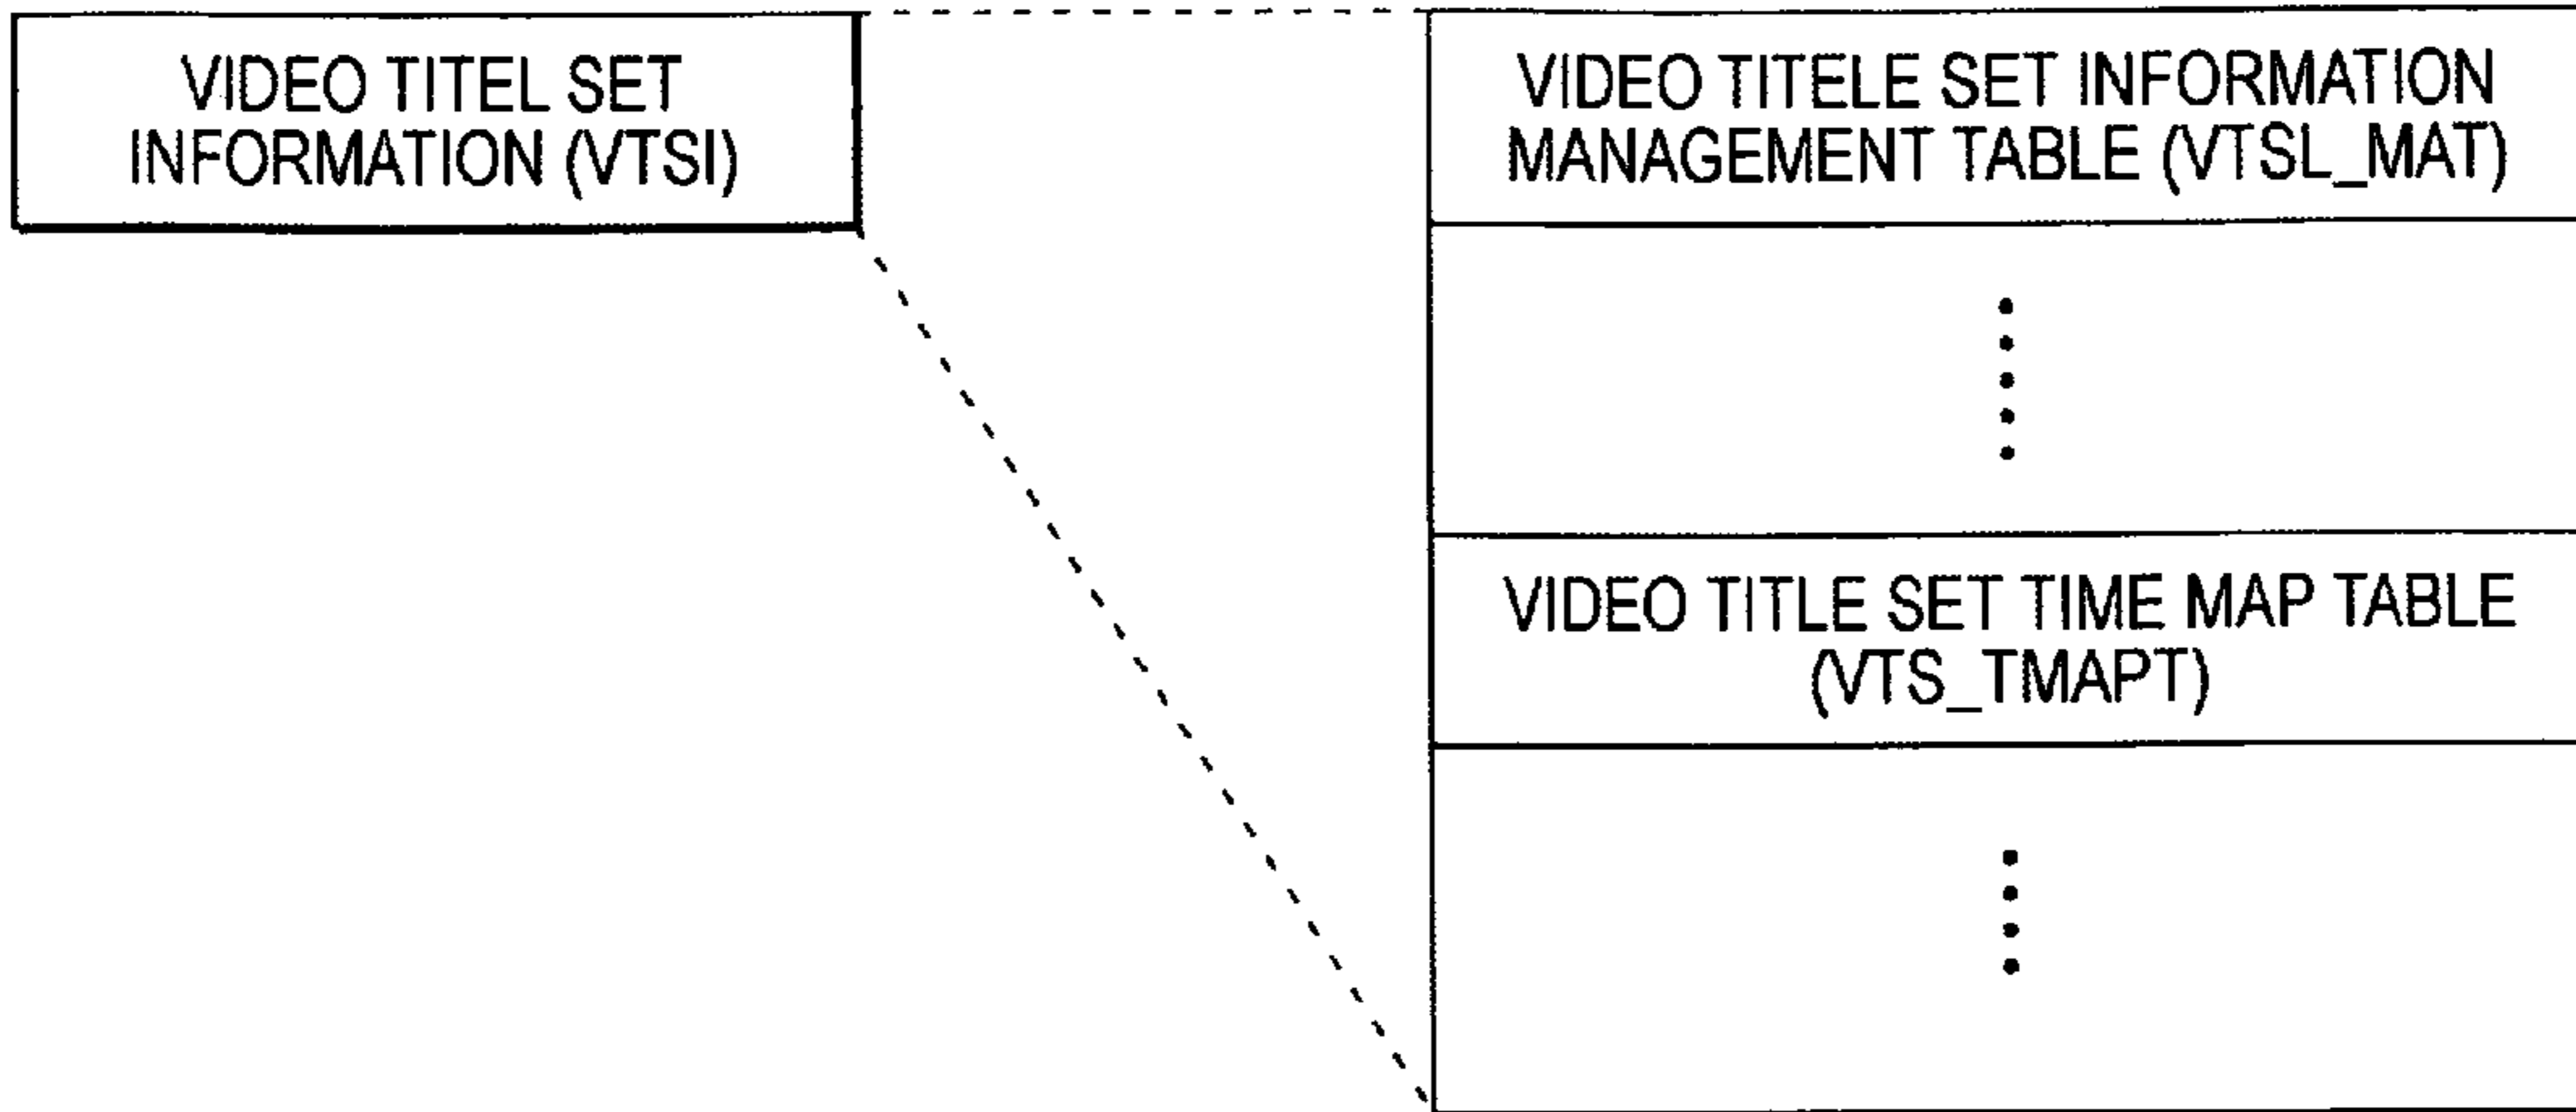 VIDEO TITEL SET
INFORMATION (VTSI)
VIDEO TITELE SET INFORMATION
MANAGEMENT TABLE (VTSL_MAT)
VIDEO TITLE SET TIME MAP TABLE
(VTS_TMAPT)